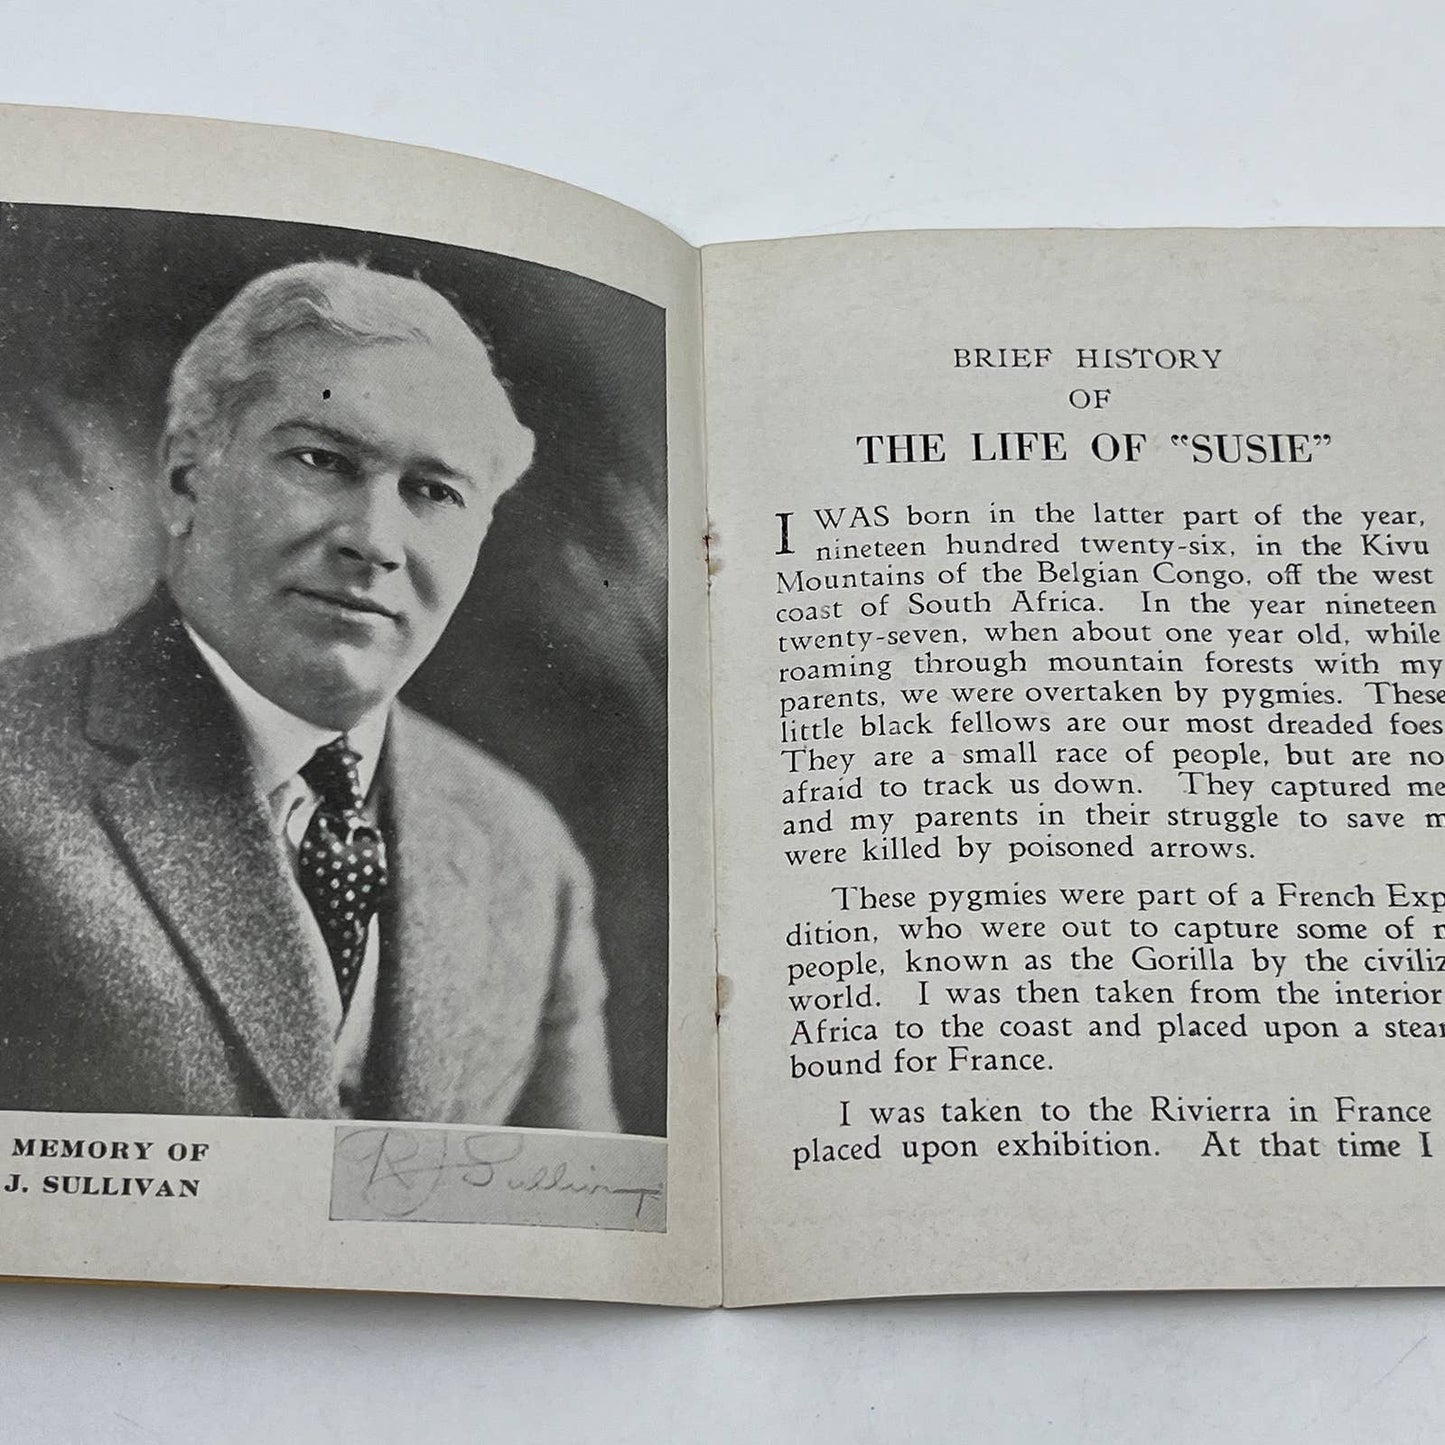 MEMORY OF
J. SULLIVAN
R J Sullivan
BRIEF HISTORY
OF
THE LIFE OF "SUSIE"
I WAS born in the latter part of the year,
nineteen hundred twenty-six, in the Kivu
Mountains of the Belgian Congo, off the west
coast of South Africa. In the year nineteen
twenty-seven, when about one year old, while
roaming through mountain forests with my
parents, we were overtaken by pygmies. These
little black fellows are our most dreaded foes
They are a small race of people, but are no
afraid to track us down. They captured me
and my parents in their struggle to save m
were killed by poisoned arrows.
These pygmies were part of a French Exp
dition, who were out to capture some of
people, known as the Gorilla by the civiliz
world. I was then taken from the interior
Africa to the coast and placed upon a stea
bound for France.
I was taken to the Rivierra in France
placed upon exhibition. At that time I